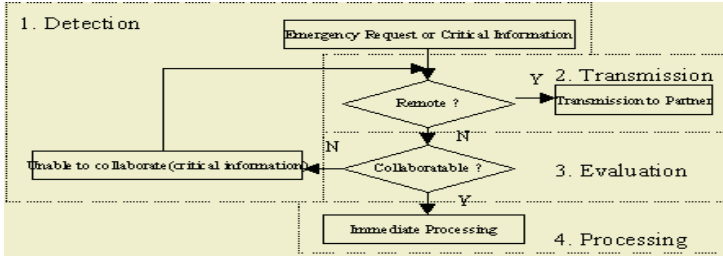 1. Detection
Emergency Request or Critical Information
2. Transmission
Y
Remote ?
Transmission to Partner
N
N
Unable to collaborate(critical information)
Collaboratable ?
3. Evaluation
Y
Immediate Processing
4. Processing